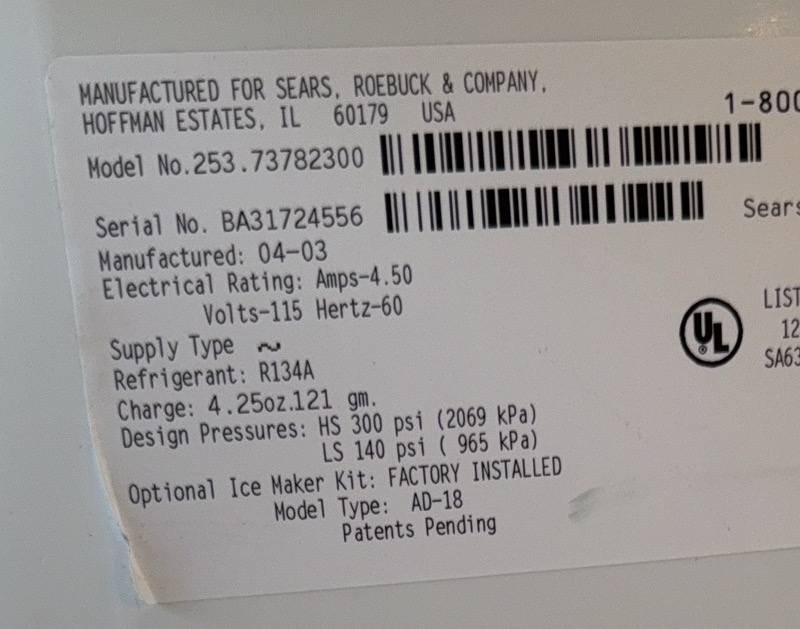 MANUFACTURED FOR SEARS, ROEBUCK & COMPANY,
HOFFMAN ESTATES, IL 60179 USA
1-800
Model No.253.73782300
Serial No. BA31724556
Sears
Manufactured: 04-03
Electrical Rating: Amps-4.50
Volts-115 Hertz-60
Supply Type ~
Refrigerant: R134A
Charge: 4.25oz.121 gm.
Design Pressures: HS 300 psi (2069 kPa)
LS 140 psi ( 965 kPa)
Optional Ice Maker Kit: FACTORY INSTALLED
Model Type: AD-18
Patents Pending
UL
LIST
12
SA63